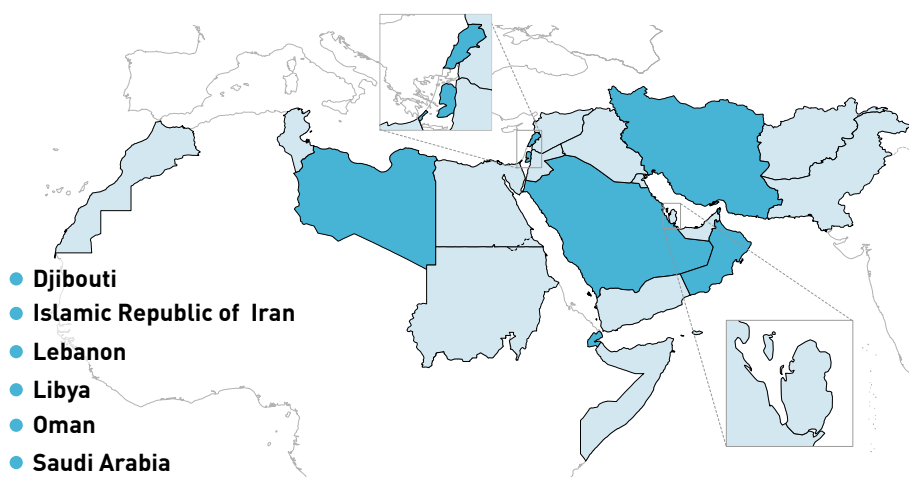 Djibouti
Islamic Republic of Iran
Lebanon
Libya
Oman
Saudi Arabia